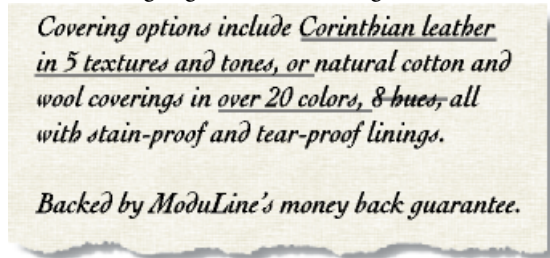 Covering options include Corinthian leather
in 5 textures and tones, or natural cotton and
wool coverings in over 20 colors, 8 hues, all
with stain-proof and tear-proof linings.
Backed by ModuLine's money back guarantee.